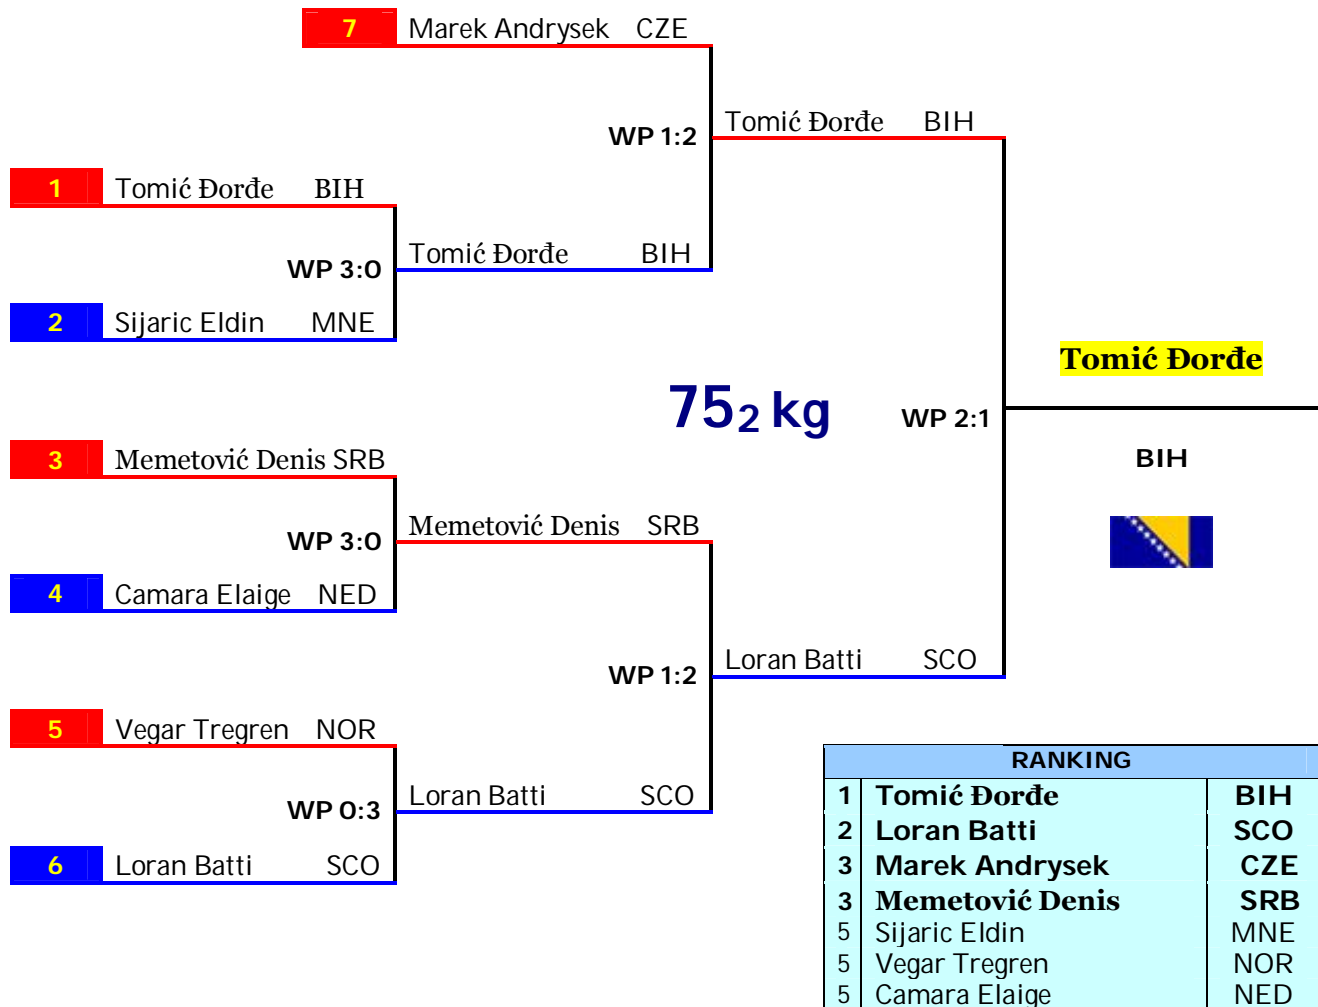 7 Marek Andrysek CZE
WP 1:2 Tomić Đorđe BIH
1 Tomić Đorđe BIH
WP 3:0 Tomić Đorđe BIH
2 Sijaric Eldin MNE
Tomić Đorđe
75₂ kg WP 2:1
BIH
3 Memetović Denis SRB
WP 3:0 Memetović Denis SRB
4 Camara Elaige NED
WP 1:2 Loran Batti SCO
5 Vegar Tregren NOR
WP 0:3 Loran Batti SCO
6 Loran Batti SCO
RANKING
1 Tomić Đorđe BIH
2 Loran Batti SCO
3 Marek Andrysek CZE
3 Memetović Denis SRB
5 Sijaric Eldin MNE
5 Vegar Tregren NOR
5 Camara Elaige NED